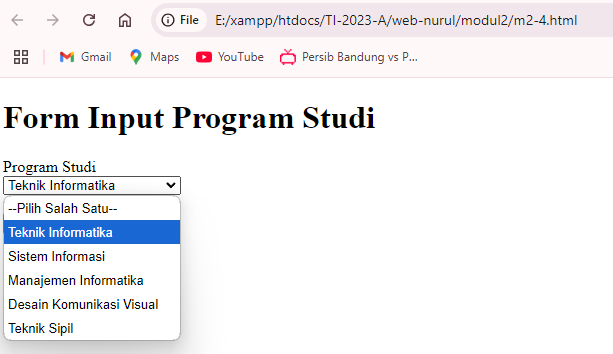 File E:/xampp/htdocs/TI-2023-A/web-nurul/modul2/m2-4.html
Gmail Maps YouTube Persib Bandung vs P...
Form Input Program Studi
Program Studi
Teknik Informatika
--Pilih Salah Satu--
Teknik Informatika
Sistem Informasi
Manajemen Informatika
Desain Komunikasi Visual
Teknik Sipil